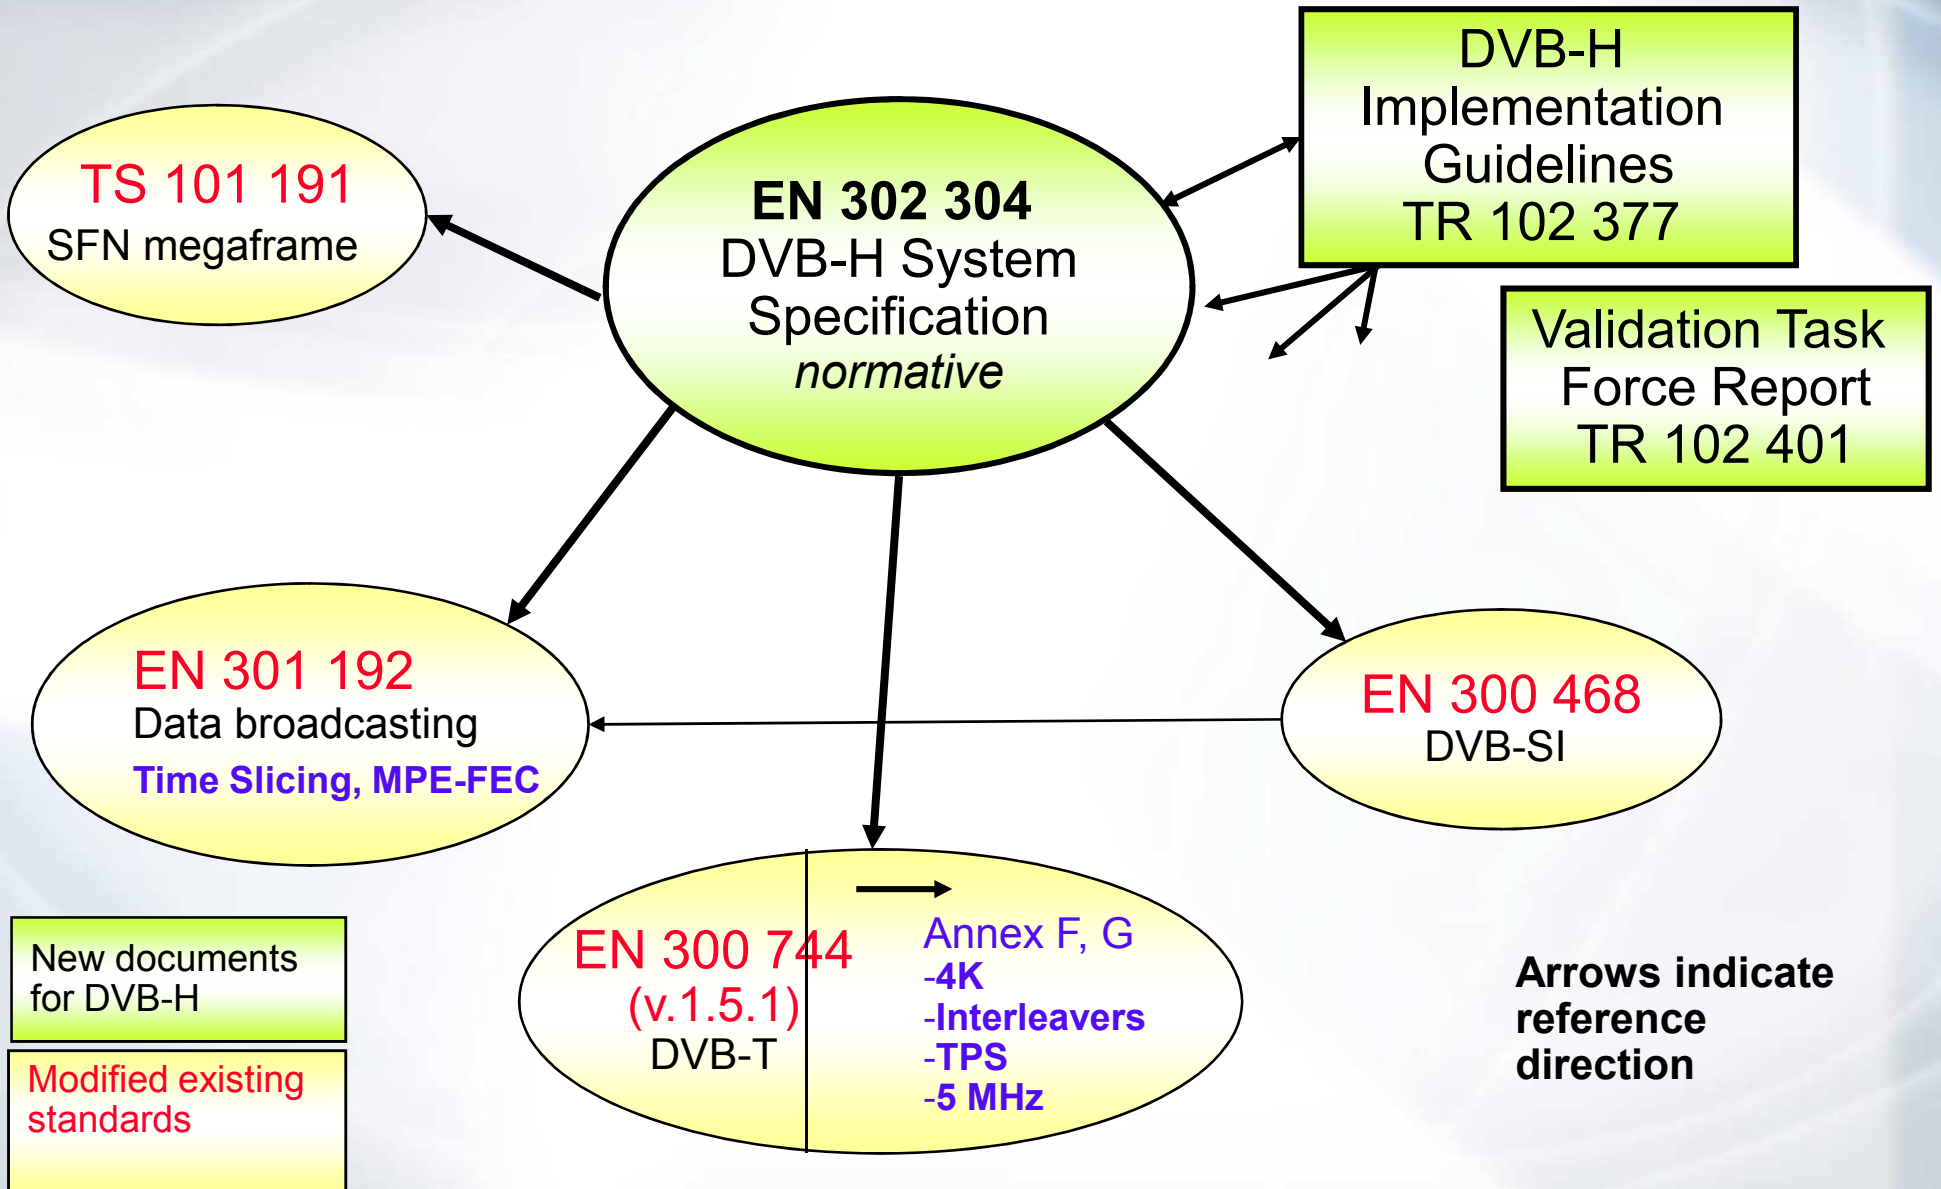 DVB-H
Implementation
Guidelines
TR 102 377
TS 101 191
SFN megaframe
EN 302 304
DVB-H System
Specification
normative
Validation Task
Force Report
TR 102 401
EN 301 192
Data broadcasting
Time Slicing, MPE-FEC
EN 300 468
DVB-SI
EN 300 744
(v.1.5.1)
DVB-T
Annex F, G
-4K
-Interleavers
-TPS
-5 MHz
New documents
for DVB-H
Modified existing
standards
Arrows indicate
reference
direction